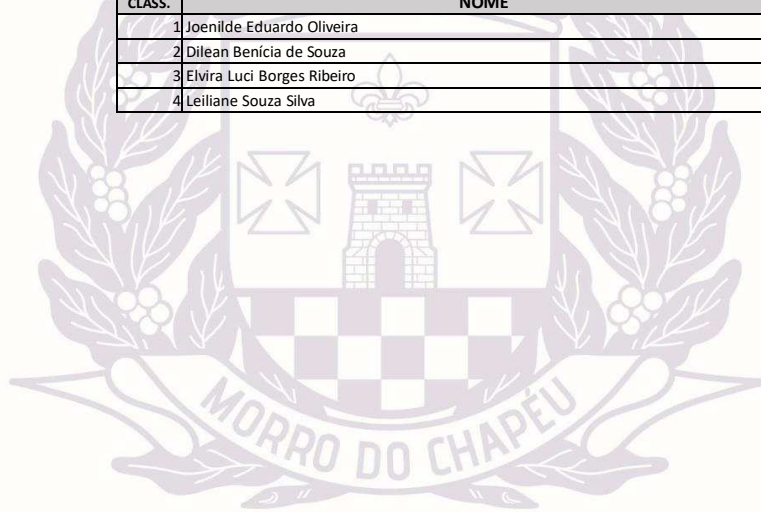 CLASS. NOME
1 Joenilde Eduardo Oliveira
2 Dilean Benícia de Souza
3 Elvira Luci Borges Ribeiro
4 Leiliane Souza Silva
MORRO DO CHAPÉU